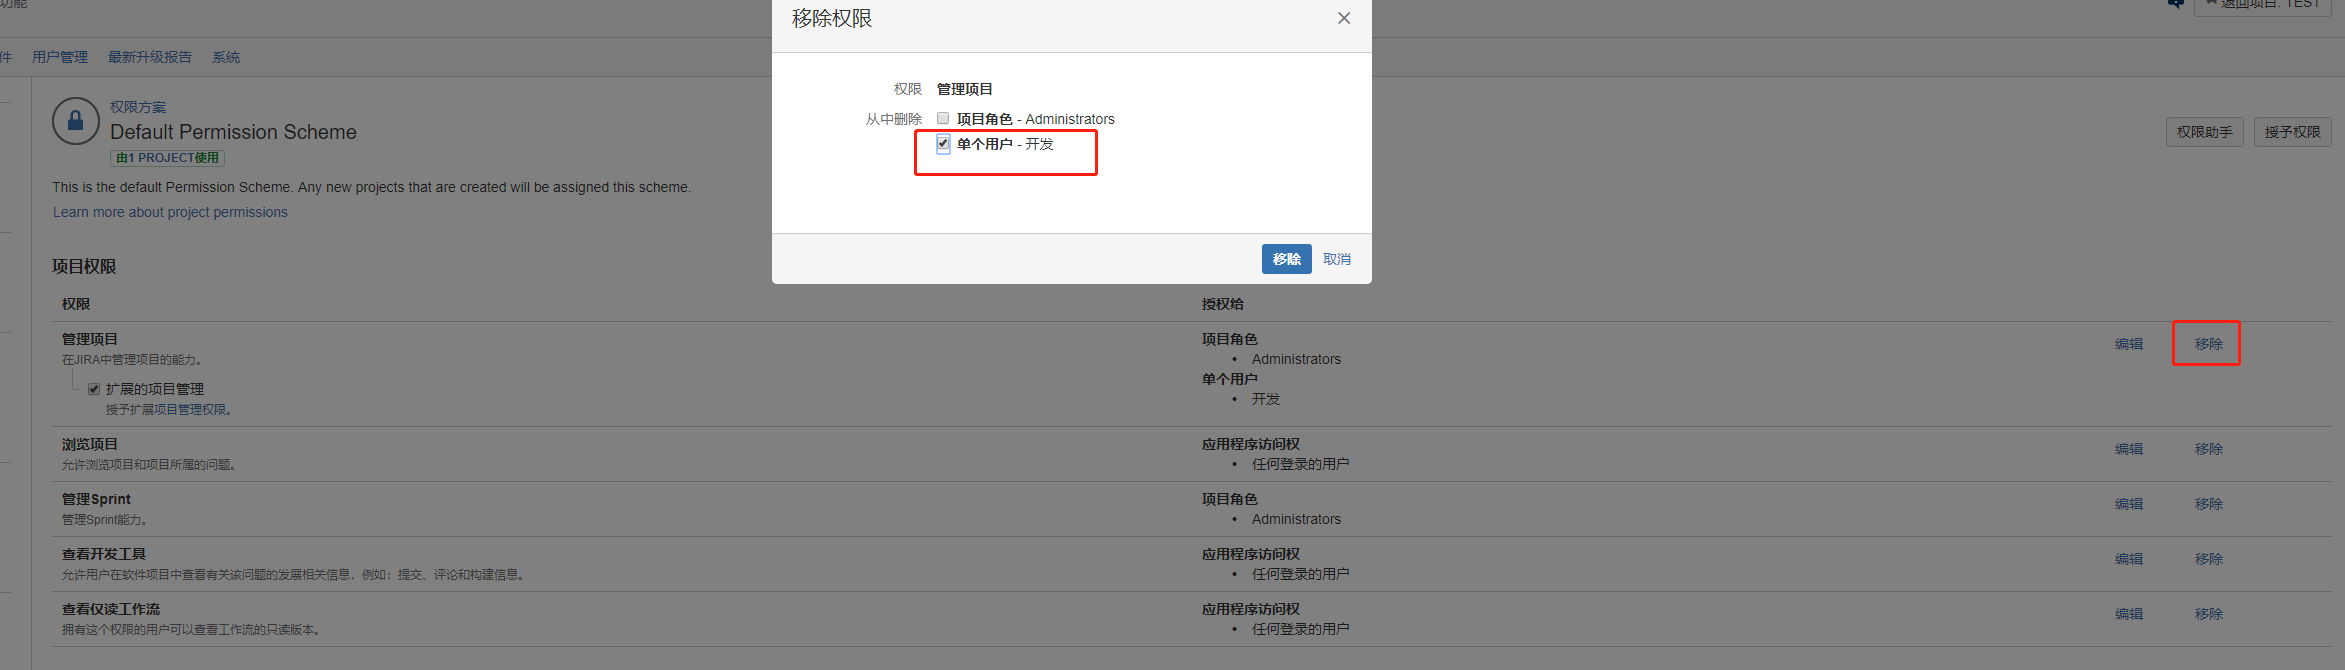 功能
移除权限
返回项目: TEST
件 用户管理 最新升级报告 系统
权限 管理项目
从中删除 项目角色 - Administrators
单个用户 - 开发
移除 取消
权限方案
Default Permission Scheme
由1 PROJECT使用
权限助手 授予权限
This is the default Permission Scheme. Any new projects that are created will be assigned this scheme.
Learn more about project permissions
项目权限
权限 授权给
管理项目 项目角色 编辑 移除
在JIRA中管理项目的能力。 • Administrators
单个用户
扩展的项目管理 • 开发
授予扩展项目管理权限。
浏览项目 应用程序访问权 编辑 移除
允许浏览项目和项目所属的问题。 • 任何登录的用户
管理Sprint 项目角色 编辑 移除
管理Sprint能力。 • Administrators
查看开发工具 应用程序访问权 编辑 移除
允许用户在软件项目中查看有关该问题的发展相关信息，例如：提交、评论和构建信息。 • 任何登录的用户
查看仅读工作流 应用程序访问权 编辑 移除
拥有这个权限的用户可以查看工作流的只读版本。 • 任何登录的用户